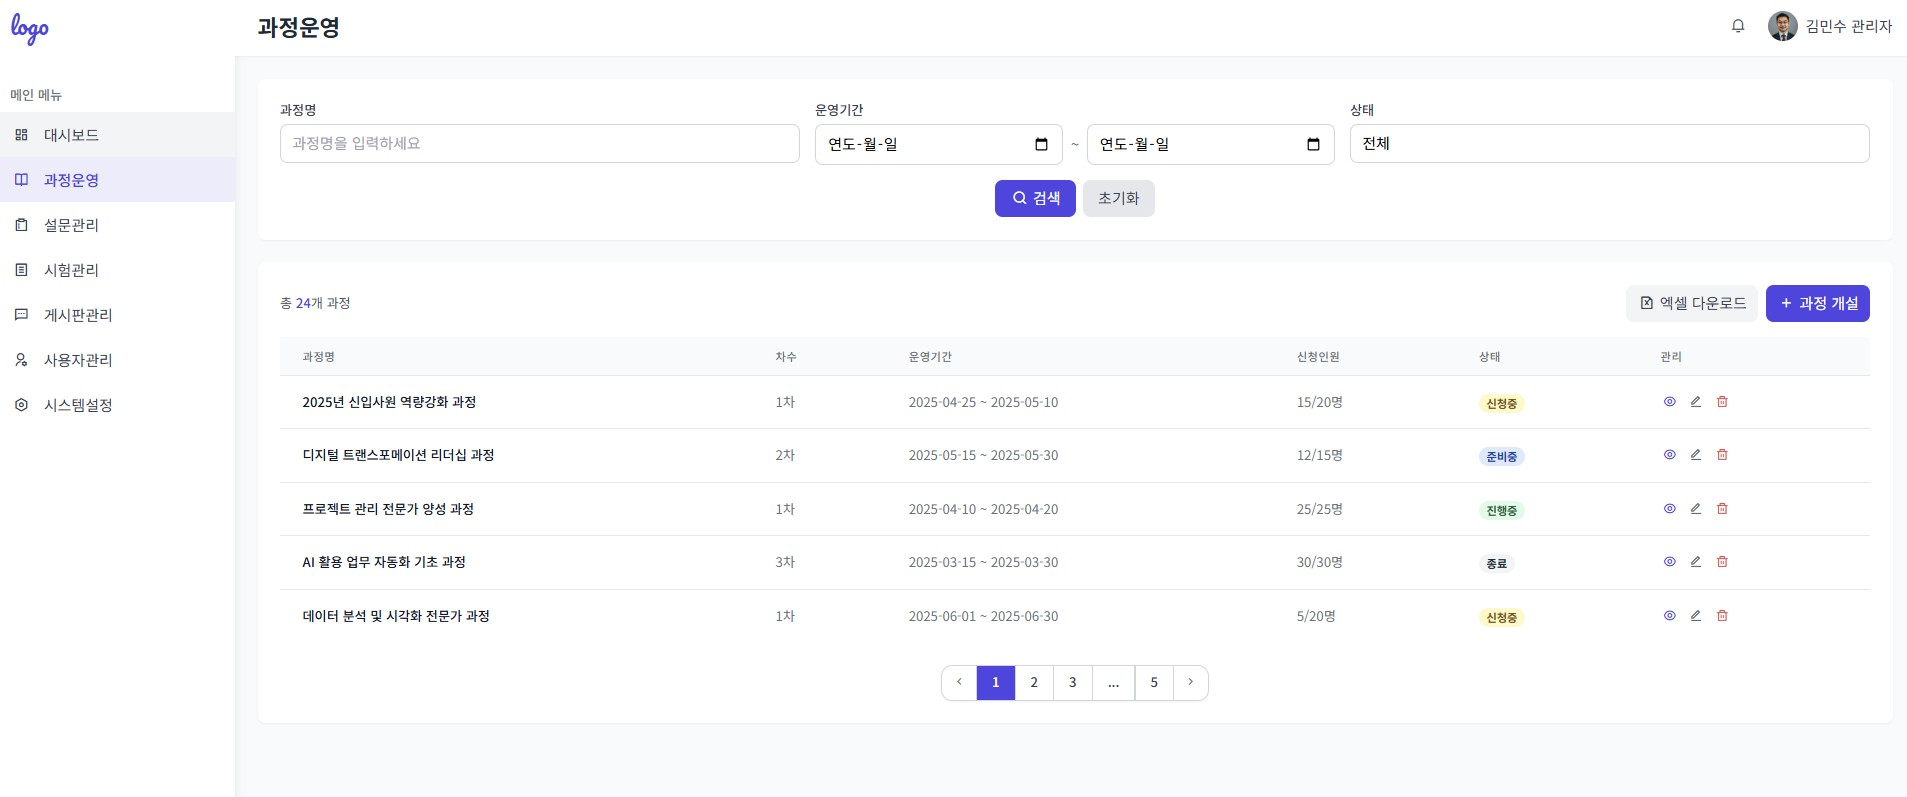 logo
과정운영
김민수 관리자
메인 메뉴
대시보드
과정운영
설문관리
시험관리
게시판관리
사용자관리
시스템설정
과정명
운영기간
상태
과정명을 입력하세요
연도-월-일
~
연도-월-일
전체
검색
초기화
총 24개 과정
엑셀 다운로드
+ 과정 개설
과정명 차수 운영기간 신청인원 상태 관리
2025년 신입사원 역량강화 과정 1차 2025-04-25 ~ 2025-05-10 15/20명 신청중
디지털 트랜스포메이션 리더십 과정 2차 2025-05-15 ~ 2025-05-30 12/15명 준비중
프로젝트 관리 전문가 양성 과정 1차 2025-04-10 ~ 2025-04-20 25/25명 진행중
AI 활용 업무 자동화 기초 과정 3차 2025-03-15 ~ 2025-03-30 30/30명 종료
데이터 분석 및 시각화 전문가 과정 1차 2025-06-01 ~ 2025-06-30 5/20명 신청중
‹ 1 2 3 ... 5 ›